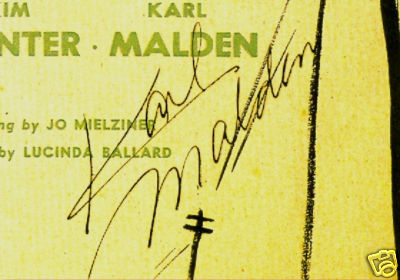 IM KARL
NTER · MALDEN
Karl
Malden
ng by JO MIELZINER
by LUCINDA BALLARD